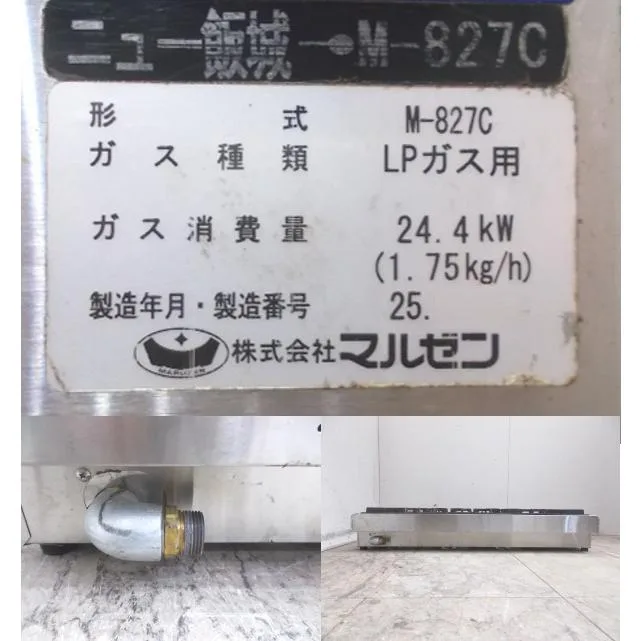 ニュー飯城 M-827C
形式 M-827C
ガス種類 LPガス用
ガス消費量 24.4kW
(1.75kg/h)
製造年月・製造番号 25.
MARUZEN 株式会社マルゼン